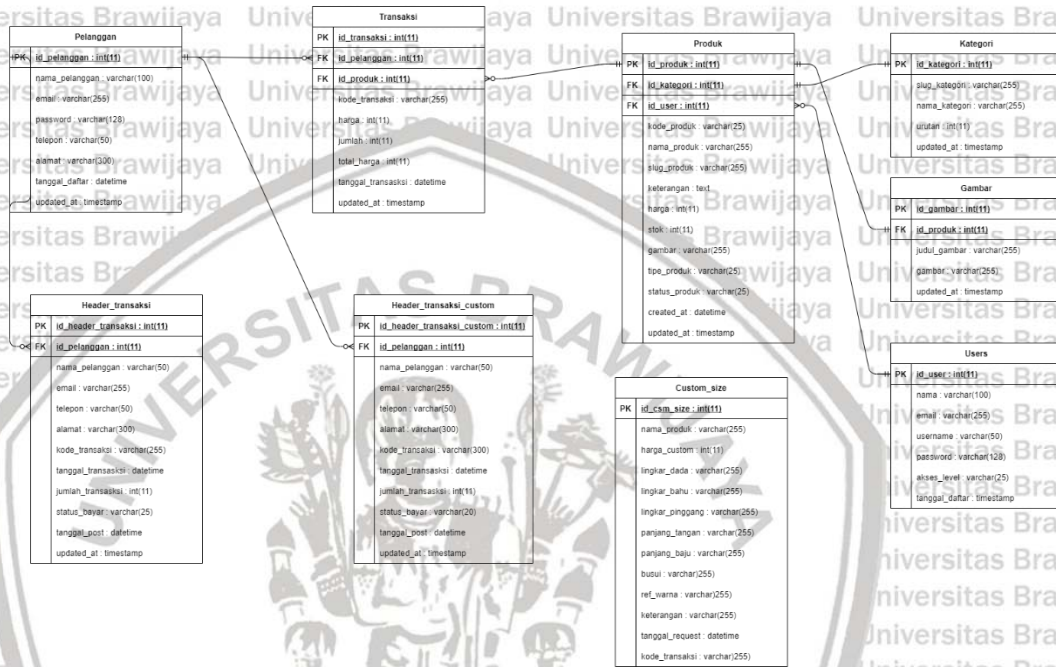 Pelanggan
PK id_pelanggan : int(11)
nama_pelanggan : varchar(100)
email : varchar(255)
password : varchar(128)
telepon : varchar(50)
alamat : varchar(300)
tanggal_daftar : datetime
updated_at : timestamp
Transaksi
PK id_transaksi : int(11)
FK id_pelanggan : int(11)
FK id_produk : int(11)
kode_transaksi : varchar(255)
harga : int(11)
jumlah : int(11)
total_harga : int(11)
tanggal_transasksi : datetime
updated_at : timestamp
Produk
PK id_produk : int(11)
FK id_kategori : int(11)
FK id_user : int(11)
kode_produk : varchar(25)
nama_produk : varchar(255)
slug_produk : varchar(255)
keterangan : text
harga : int(11)
stok : int(11)
gambar : varchar(255)
tipe_produk : varchar(25)
status_produk : varchar(25)
created_at : datetime
updated_at : timestamp
Kategori
PK id_kategori : int(11)
slug_kategori : varchar(255)
nama_kategori : varchar(255)
urutan : int(11)
updated_at : timestamp
Gambar
PK id_gambar : int(11)
FK id_produk : int(11)
judul_gambar : varchar(255)
gambar : varchar(255)
updated_at : timestamp
Users
PK id_user : int(11)
nama : varchar(100)
email : varchar(255)
username : varchar(50)
password : varchar(128)
akses_level : varchar(25)
tanggal_daftar : timestamp
Header_transaksi
PK id_header_transaksi : int(11)
FK id_pelanggan : int(11)
nama_pelanggan : varchar(50)
email : varchar(255)
telepon : varchar(50)
alamat : varchar(300)
kode_transaksi : varchar(255)
tanggal_transasksi : datetime
jumlah_transasksi : int(11)
status_bayar : varchar(25)
tanggal_post : datetime
updated_at : timestamp
Header_transaksi_custom
PK id_header_transaksi_custom : int(11)
FK id_pelanggan : int(11)
nama_pelanggan : varchar(50)
email : varchar(255)
telepon : varchar(50)
alamat : varchar(300)
kode_transaksi : varchar(300)
tanggal_transasksi : datetime
jumlah_transasksi : int(11)
status_bayar : varchar(20)
tanggal_post : datetime
updated_at : timestamp
Custom_size
PK id_csm_size : int(11)
nama_produk : varchar(255)
harga_custom : int(11)
lingkar_dada : varchar(255)
lingkar_bahu : varchar(255)
lingkar_pinggang : varchar(255)
panjang_tangan : varchar(255)
panjang_baju : varchar(255)
busui : varchar)255)
ref_warna : varchar)255)
keterangan : varchar(255)
tanggal_request : datetime
kode_transaksi : varchar)255)
UNIVERSITAS BRAWIJAYA
Universitas Brawijaya